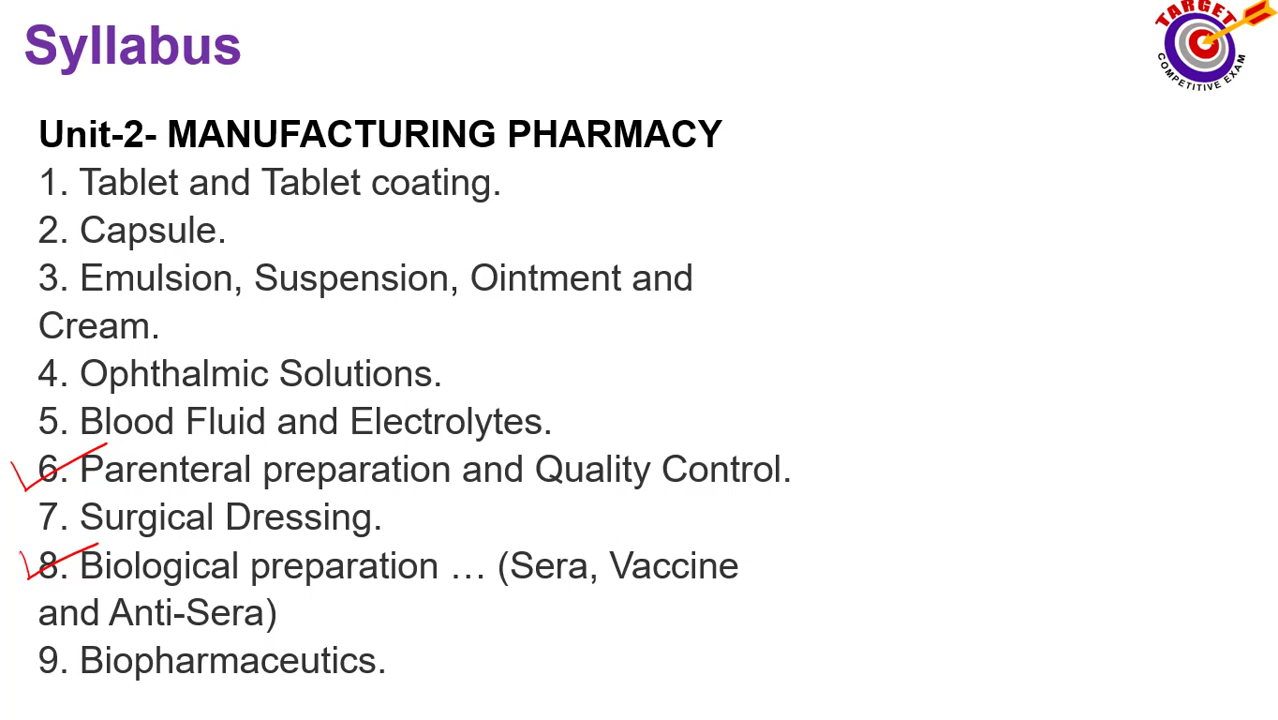 Syllabus
TARGET
COMPETITIVE EXAM
Unit-2- MANUFACTURING PHARMACY
1. Tablet and Tablet coating.
2. Capsule.
3. Emulsion, Suspension, Ointment and
Cream.
4. Ophthalmic Solutions.
5. Blood Fluid and Electrolytes.
6. Parenteral preparation and Quality Control.
7. Surgical Dressing.
8. Biological preparation … (Sera, Vaccine
and Anti-Sera)
9. Biopharmaceutics.